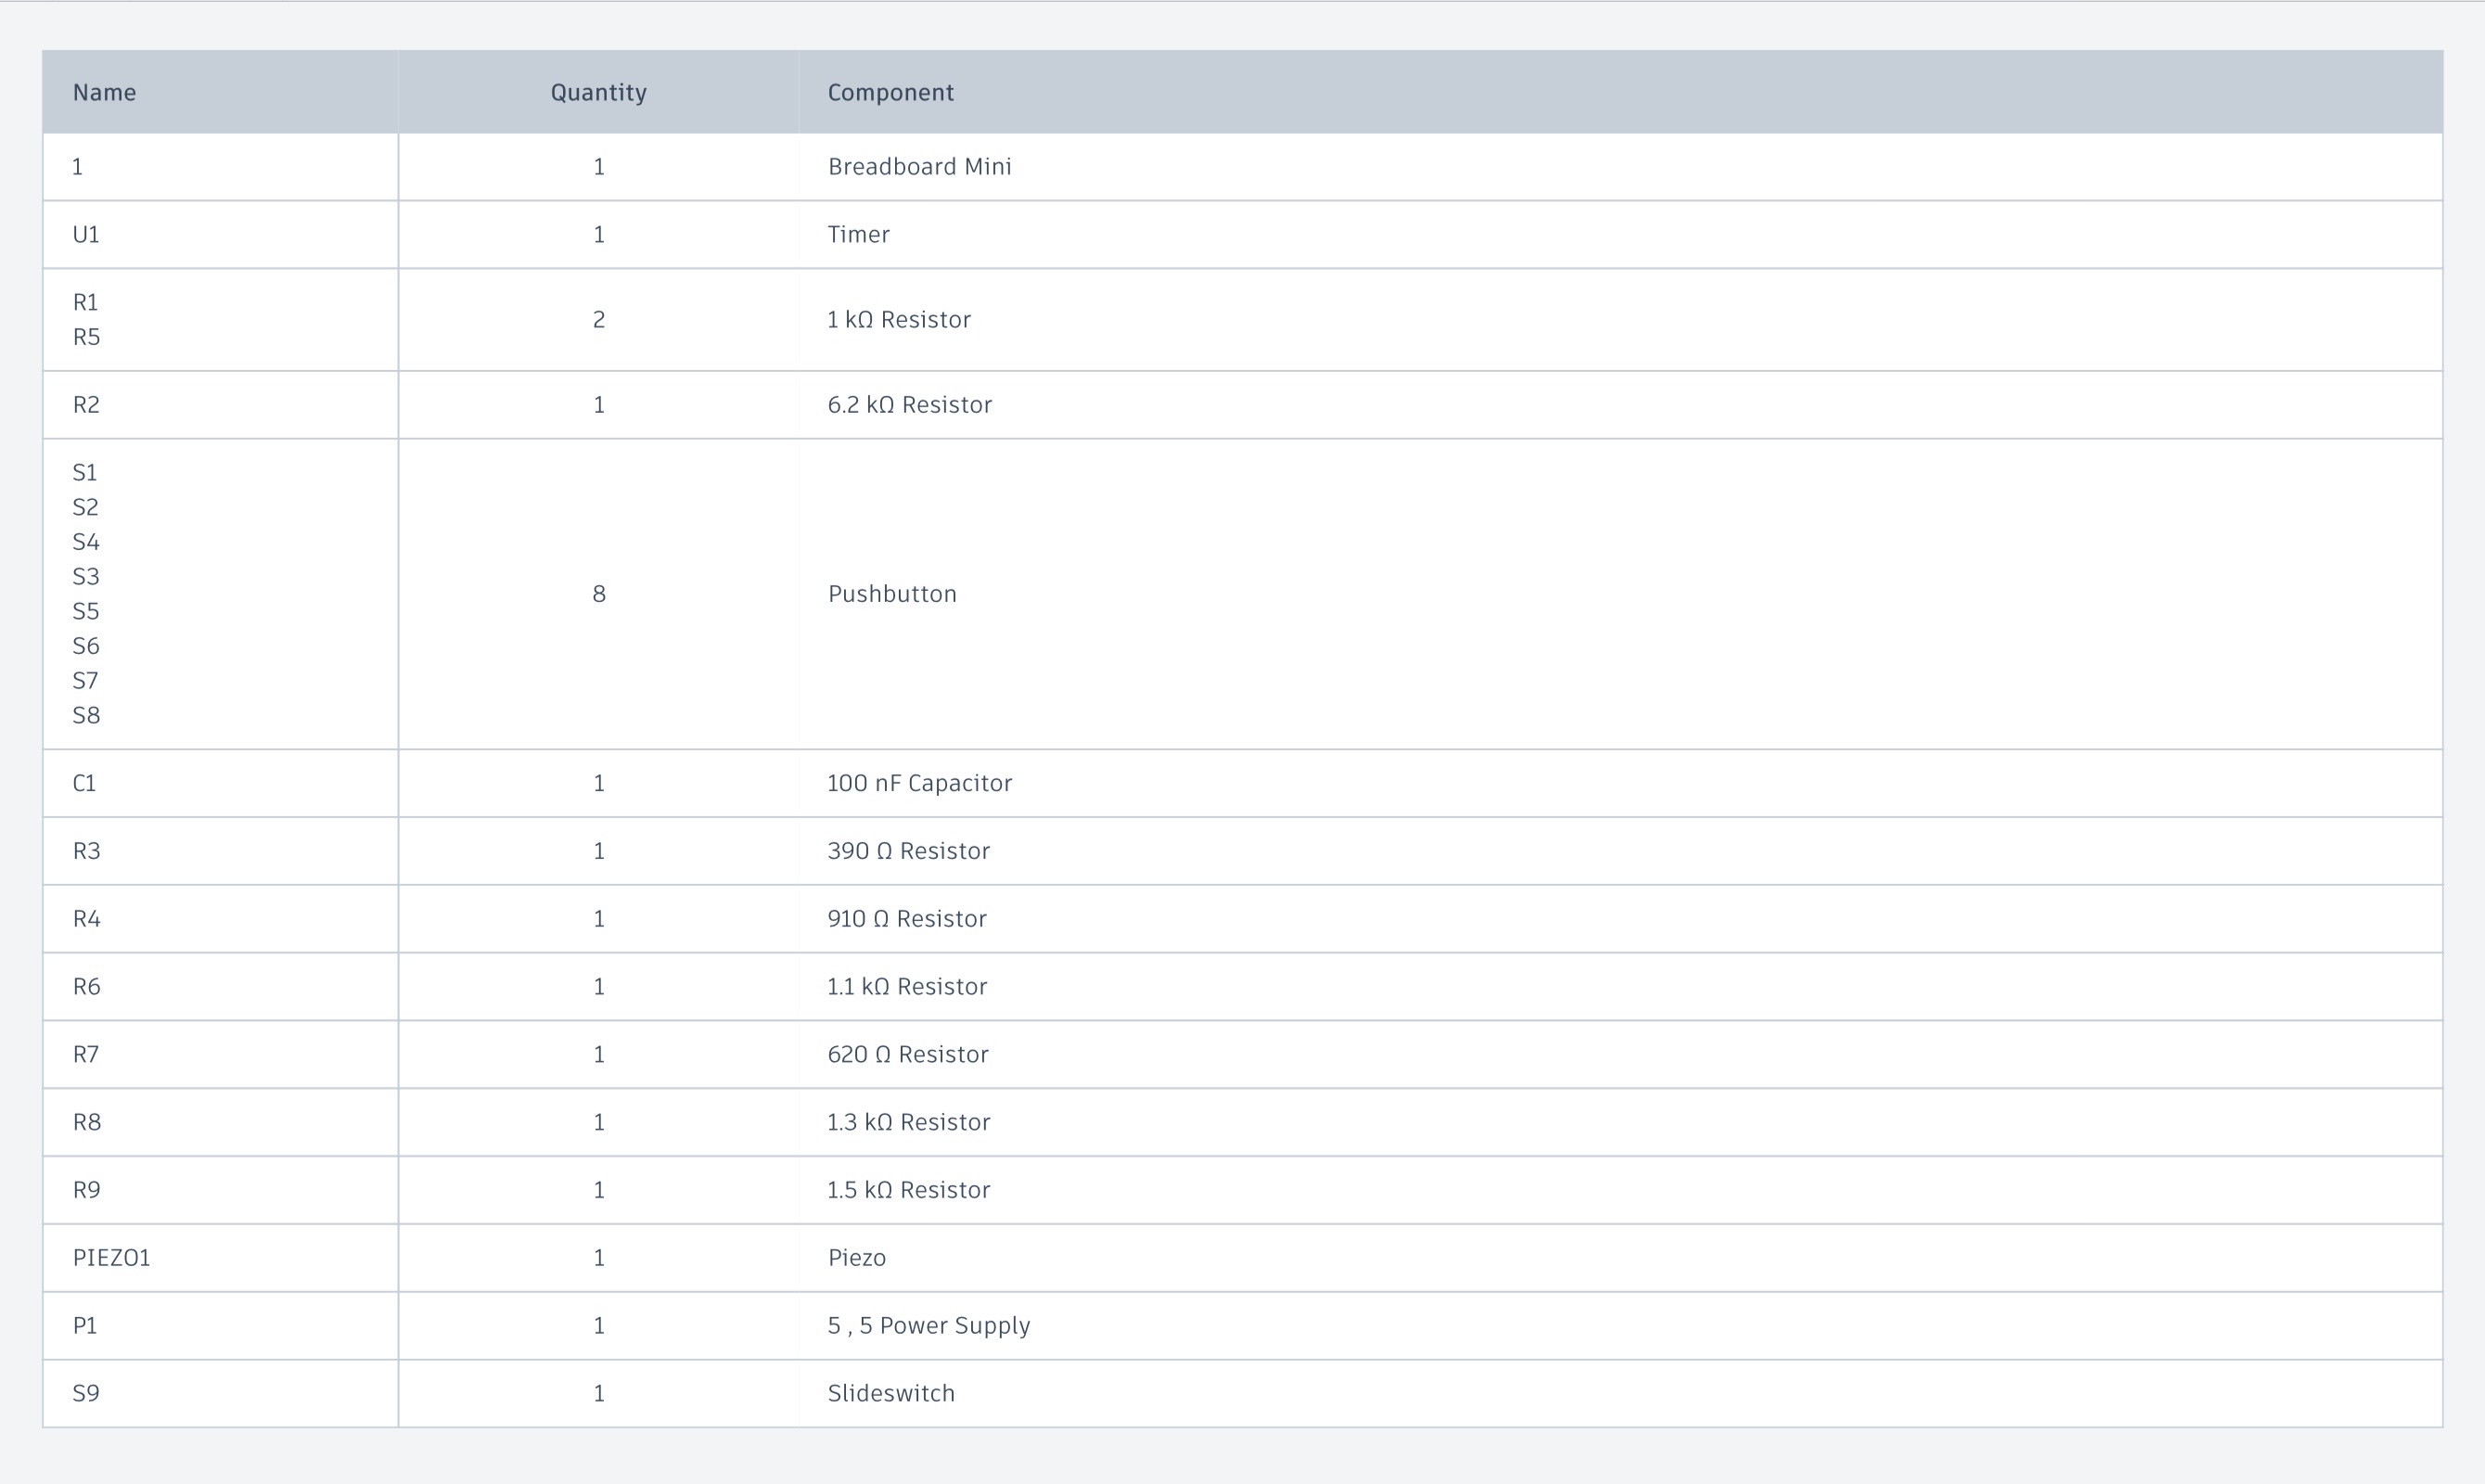 Name Quantity Component
1 1 Breadboard Mini
U1 1 Timer
R1
R5
2 1 kΩ Resistor
R2 1 6.2 kΩ Resistor
S1
S2
S4
S3
S5
S6
S7
S8
8 Pushbutton
C1 1 100 nF Capacitor
R3 1 390 Ω Resistor
R4 1 910 Ω Resistor
R6 1 1.1 kΩ Resistor
R7 1 620 Ω Resistor
R8 1 1.3 kΩ Resistor
R9 1 1.5 kΩ Resistor
PIEZO1 1 Piezo
P1 1 5 , 5 Power Supply
S9 1 Slideswitch